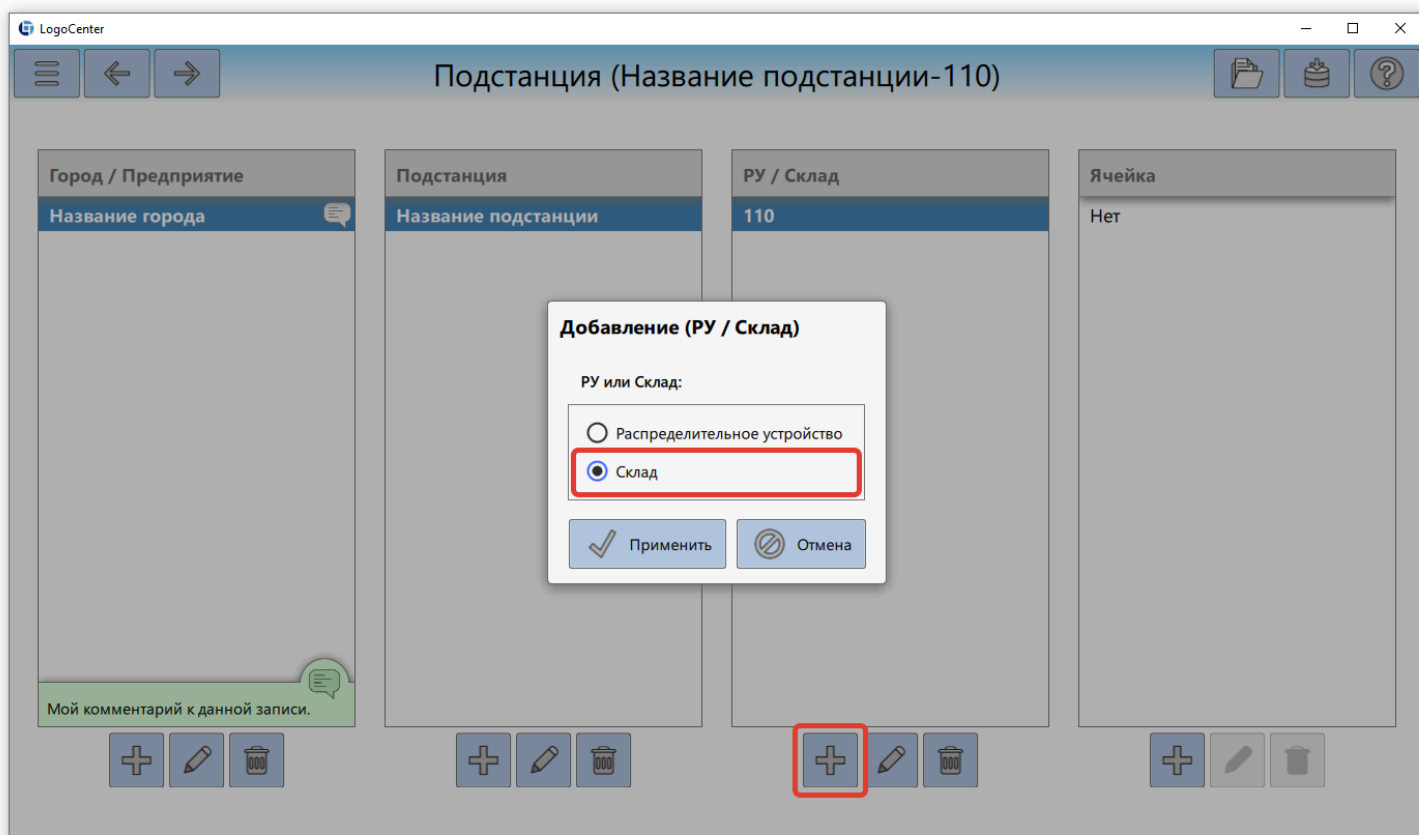 LogoCenter
Подстанция (Название подстанции-110)
Город / Предприятие
Подстанция
РУ / Склад
Ячейка
Название города
Название подстанции
110
Нет
Добавление (РУ / Склад)
РУ или Склад:
Распределительное устройство
Склад
Применить
Отмена
Мой комментарий к данной записи.